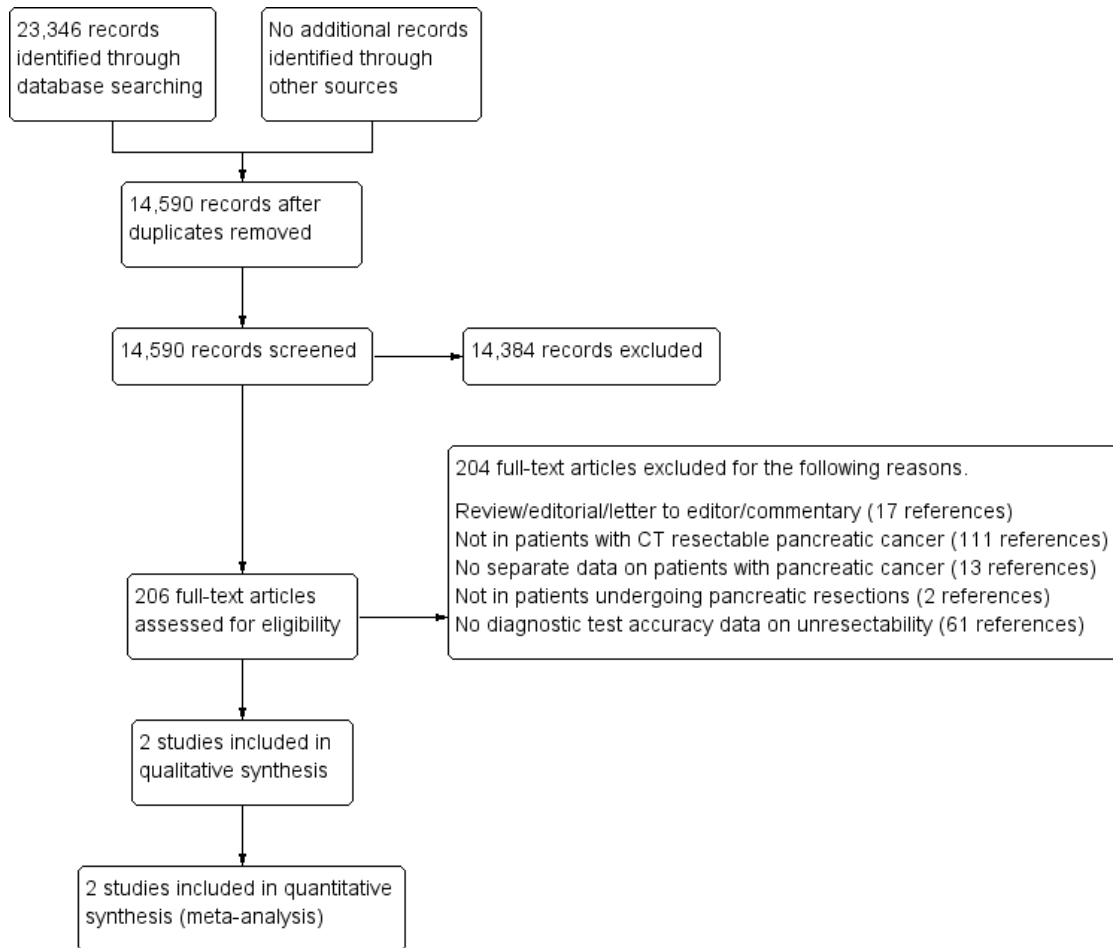 23,346 records
identified through
database searching
No additional records
identified through
other sources
14,590 records after
duplicates removed
14,590 records screened
14,384 records excluded
204 full-text articles excluded for the following reasons.
Review/editorial/letter to editor/commentary (17 references)
Not in patients with CT resectable pancreatic cancer (111 references)
No separate data on patients with pancreatic cancer (13 references)
Not in patients undergoing pancreatic resections (2 references)
No diagnostic test accuracy data on unresectability (61 references)
206 full-text articles
assessed for eligibility
2 studies included in
qualitative synthesis
2 studies included in quantitative
synthesis (meta-analysis)